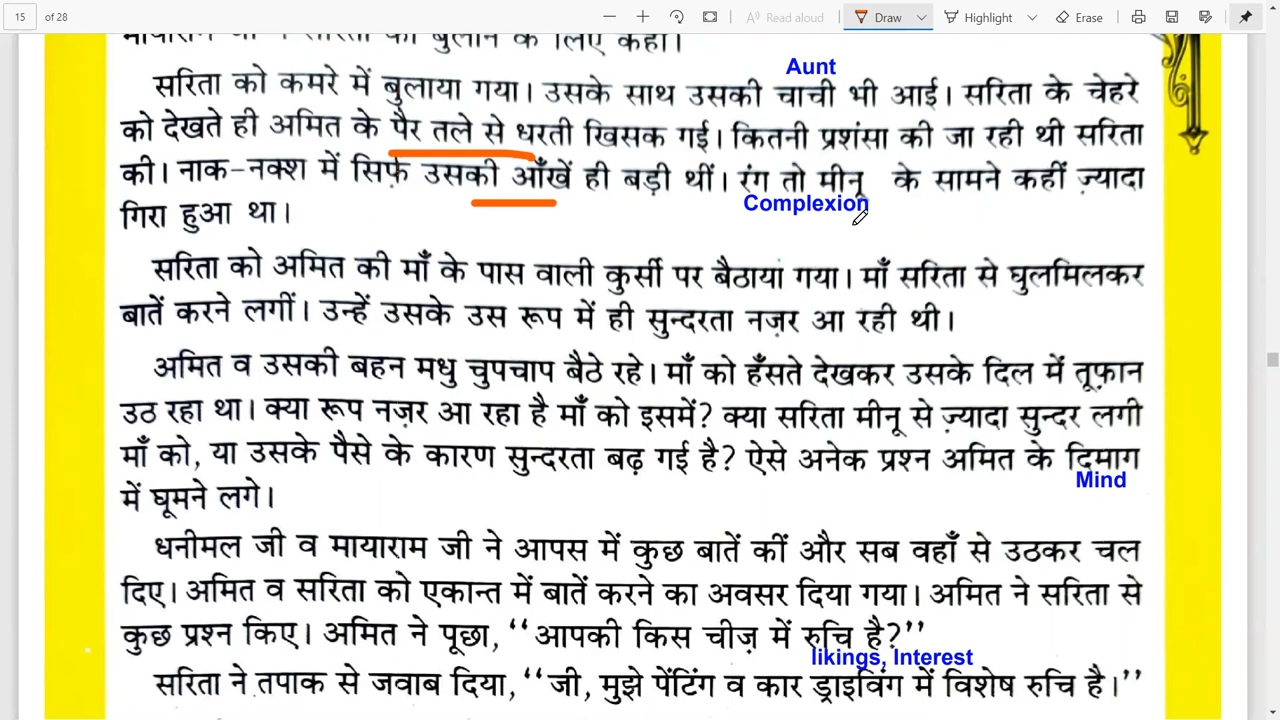 15 of 28 Read aloud Draw Highlight Erase
मायाराम जी ने सरिता को बुलाने के लिए कहा।
Aunt
सरिता को कमरे में बुलाया गया। उसके साथ उसकी चाची भी आई। सरिता के चेहरे
को देखते ही अमित के पैर तले से धरती खिसक गई। कितनी प्रशंसा की जा रही थी सरिता
की। नाक-नक्श में सिर्फ़ उसकी आँखें ही बड़ी थीं। रंग तो मीनू के सामने कहीं ज़्यादा
Complexion
गिरा हुआ था।
सरिता को अमित की माँ के पास वाली कुर्सी पर बैठाया गया। माँ सरिता से घुलमिलकर
बातें करने लगीं। उन्हें उसके उस रूप में ही सुन्दरता नज़र आ रही थी।
अमित व उसकी बहन मधु चुपचाप बैठे रहे। माँ को हँसते देखकर उसके दिल में तूफ़ान
उठ रहा था। क्या रूप नज़र आ रहा है माँ को इसमें? क्या सरिता मीनू से ज़्यादा सुन्दर लगी
माँ को, या उसके पैसे के कारण सुन्दरता बढ़ गई है? ऐसे अनेक प्रश्न अमित के दिमाग
Mind
में घूमने लगे।
धनीमल जी व मायाराम जी ने आपस में कुछ बातें कीं और सब वहाँ से उठकर चल
दिए। अमित व सरिता को एकान्त में बातें करने का अवसर दिया गया। अमित ने सरिता से
कुछ प्रश्न किए। अमित ने पूछा, ‘‘आपकी किस चीज़ में रुचि है?’’
likings, Interest
सरिता ने तपाक से जवाब दिया, ‘‘जी, मुझे पेंटिंग व कार ड्राइविंग में विशेष रुचि है।’’